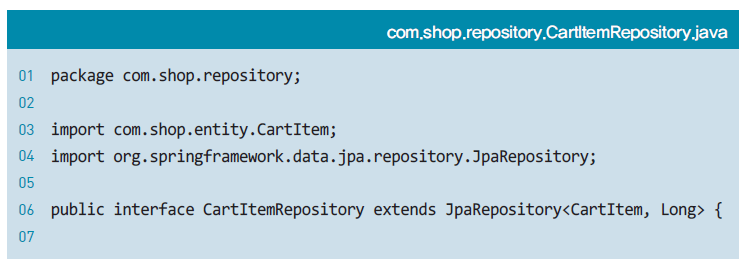 com.shop.repository.CartItemRepository.java
01 package com.shop.repository;
02
03 import com.shop.entity.CartItem;
04 import org.springframework.data.jpa.repository.JpaRepository;
05
06 public interface CartItemRepository extends JpaRepository<CartItem, Long> {
07